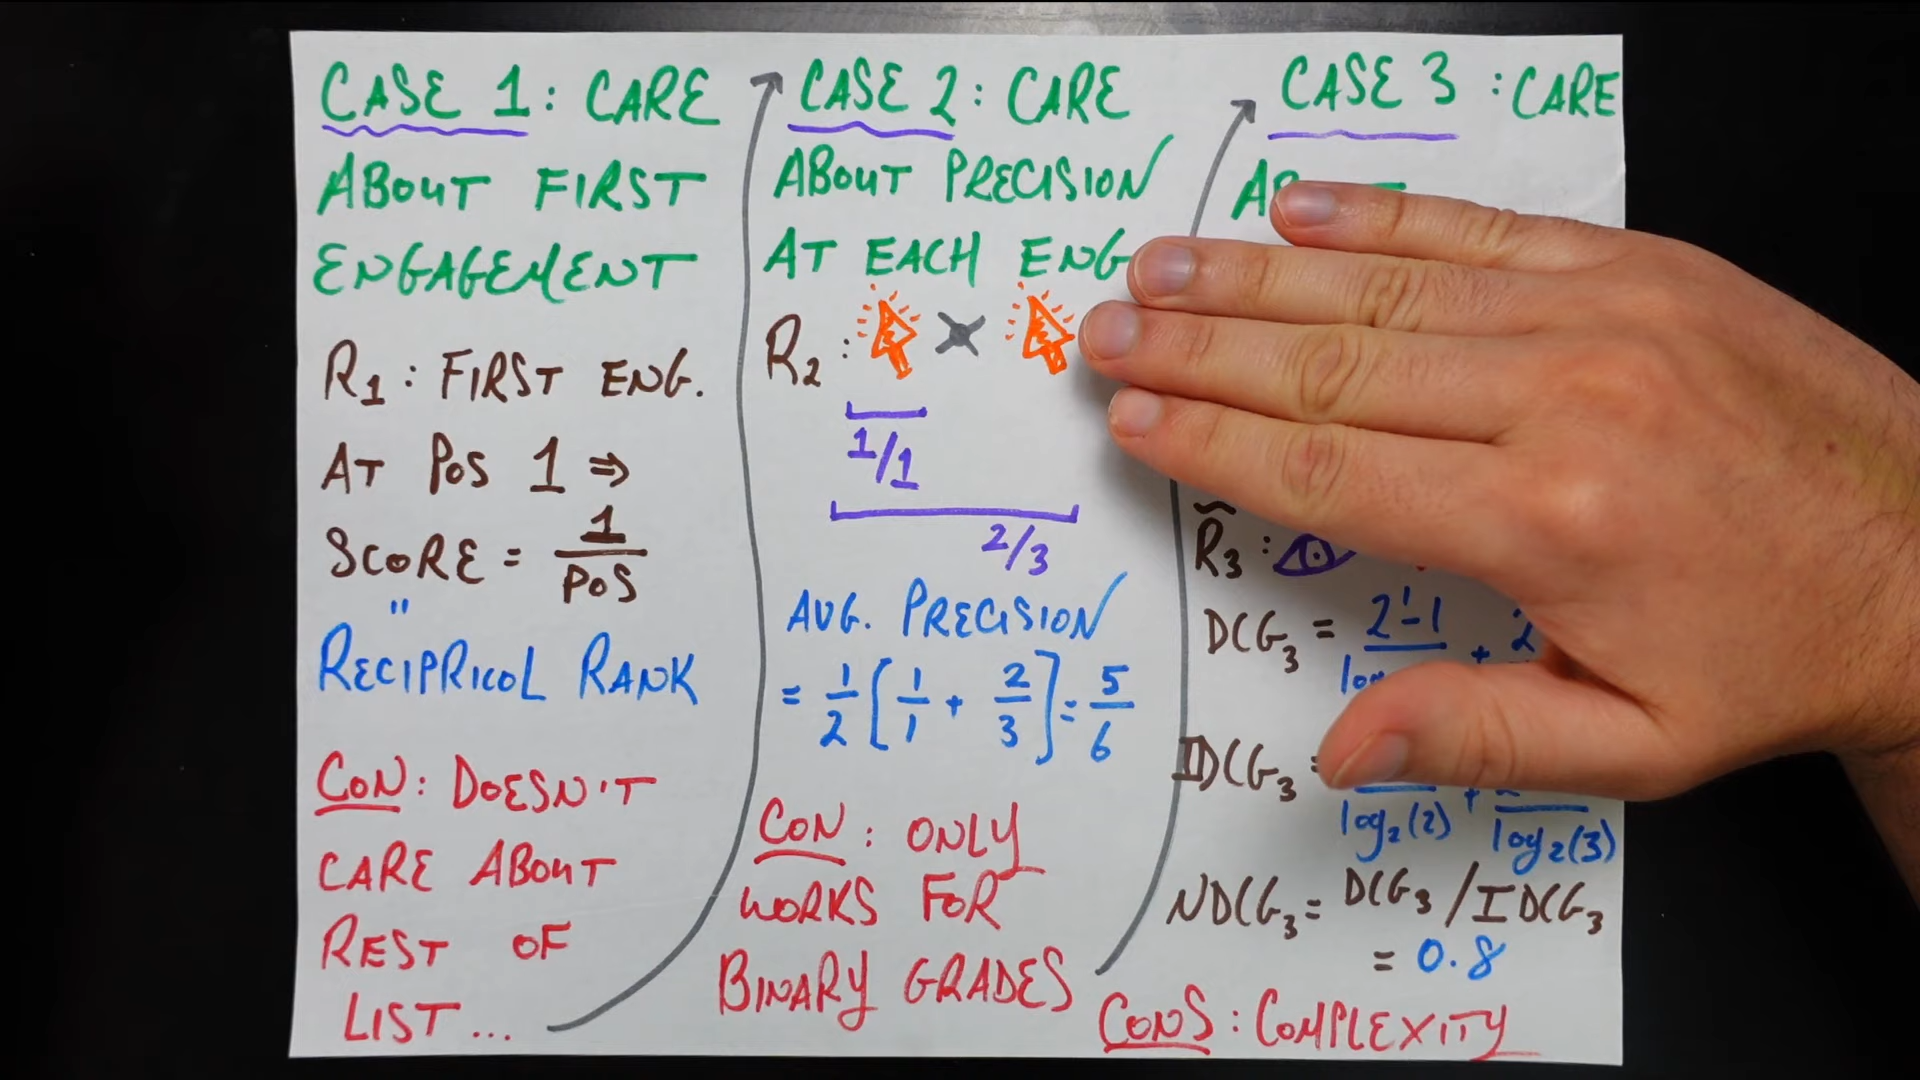 CASE 1: CARE
ABOUT FIRST
ENGAGEMENT
R1: FIRST ENG.
AT POS 1 ⇒
SCORE = 1/POS
"
RECIPRICOL RANK
CON: DOESN'T
CARE ABOUT
REST OF
LIST...
CASE 2: CARE
ABOUT PRECISION
AT EACH ENG
R2:
1/1
2/3
AVG. PRECISION
= 1/2 [1/1 + 2/3] = 5/6
CON: ONLY
WORKS FOR
BINARY GRADES
CASE 3: CARE
R3:
DCG3 = 2^1-1 + 2
IDCG3 =
log2(2) + log2(3)
NDCG3 = DCG3 / IDCG3
= 0.8
CONS: COMPLEXITY